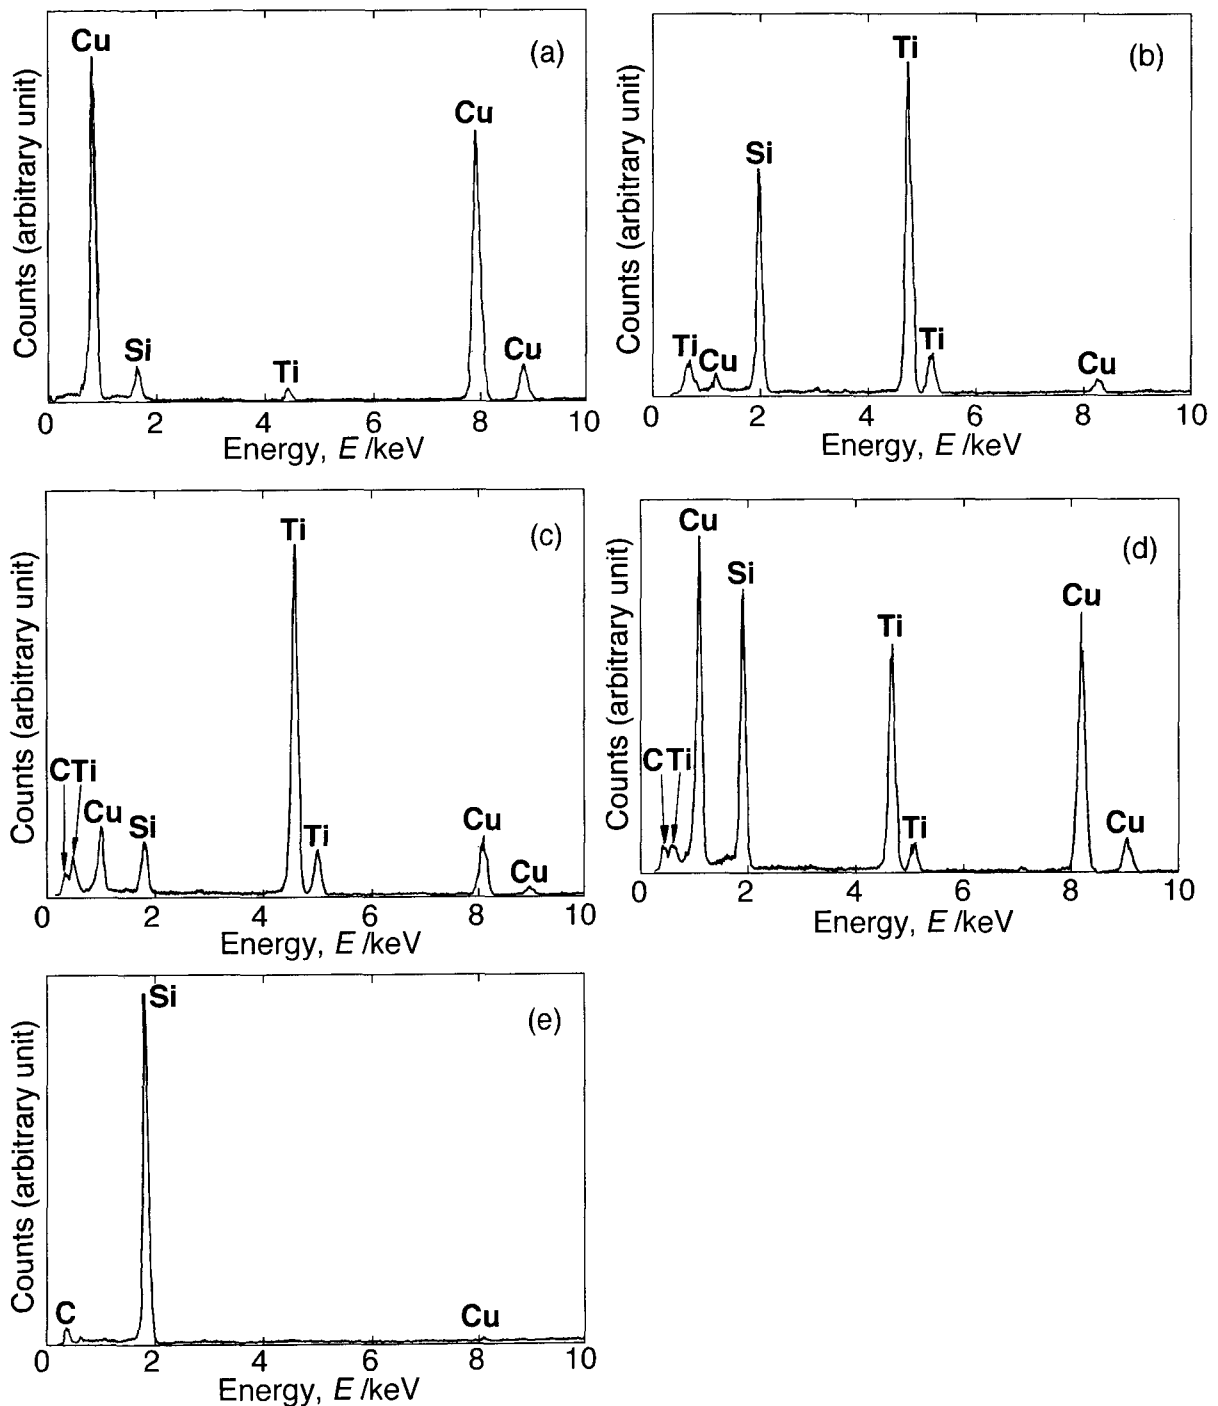 (a)
Cu
Cu
Si
Ti
Cu
Counts (arbitrary unit)
0 2 4 6 8 10
Energy, E /keV
(b)
Ti
Si
Ti
Cu
Ti
Cu
Counts (arbitrary unit)
0 2 4 6 8 10
Energy, E /keV
(c)
Ti
C Ti
Cu
Si
Ti
Cu
Cu
Counts (arbitrary unit)
0 2 4 6 8 10
Energy, E /keV
(d)
Cu
Si
Ti
Cu
C Ti
Ti
Cu
Counts (arbitrary unit)
0 2 4 6 8 10
Energy, E /keV
(e)
Si
C
Cu
Counts (arbitrary unit)
0 2 4 6 8 10
Energy, E /keV